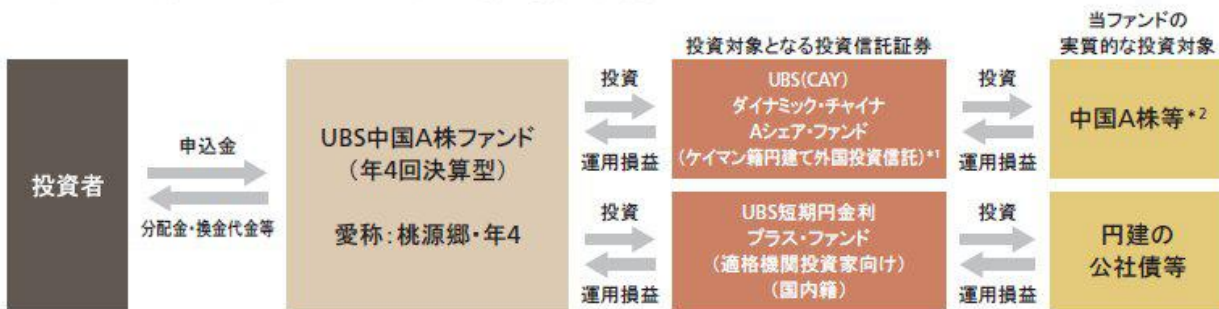 投資対象となる投資信託証券
当ファンドの
実質的な投資対象
投資者
申込金
分配金・換金代金等
UBS中国A株ファンド
（年4回決算型）
愛称：桃源郷・年4
投資
運用損益
UBS(CAY)
ダイナミック・チャイナ
Aシェア・ファンド
（ケイマン籍円建て外国投資信託）*1
投資
運用損益
中国A株等*2
投資
運用損益
UBS短期円金利
プラス・ファンド
（適格機関投資家向け）
（国内籍）
投資
運用損益
円建の
公社債等